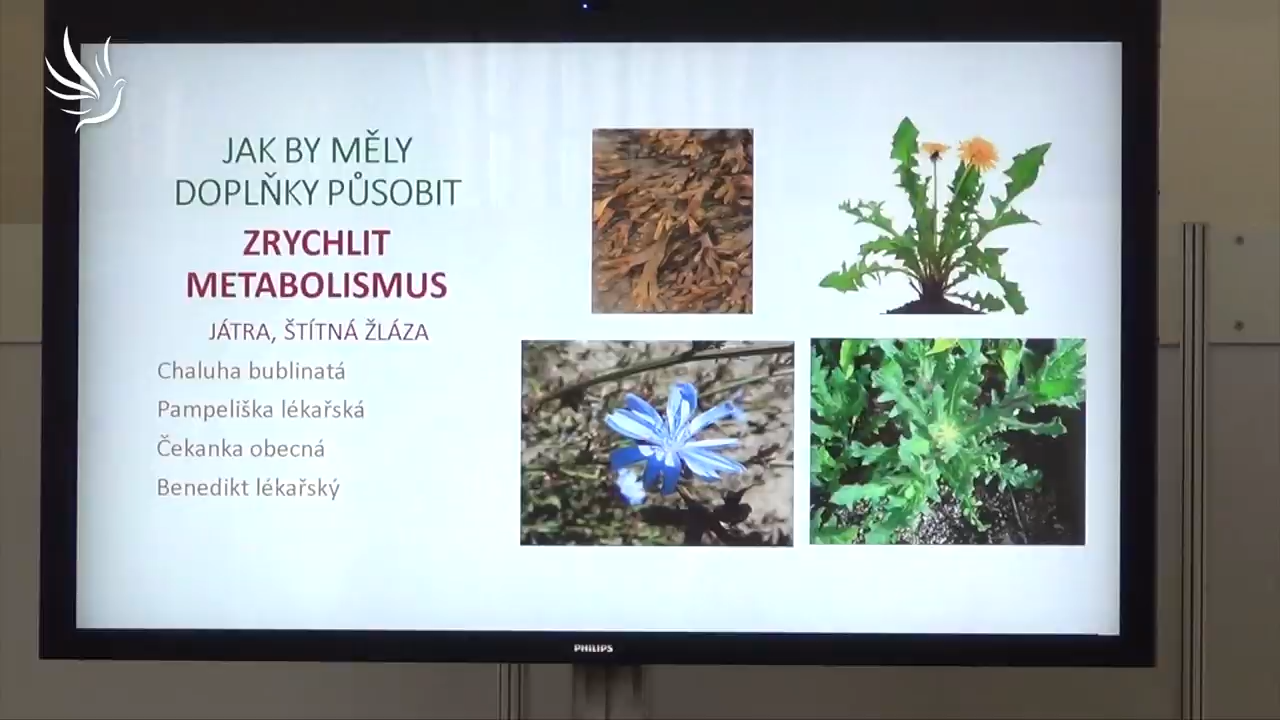 JAK BY MĚLY
DOPLŇKY PŮSOBIT
ZRYCHLIT
METABOLISMUS
JÁTRA, ŠTÍTNÁ ŽLÁZA
Chaluha bublinatá
Pampeliška lékařská
Čekanka obecná
Benedikt lékařský
PHILIPS